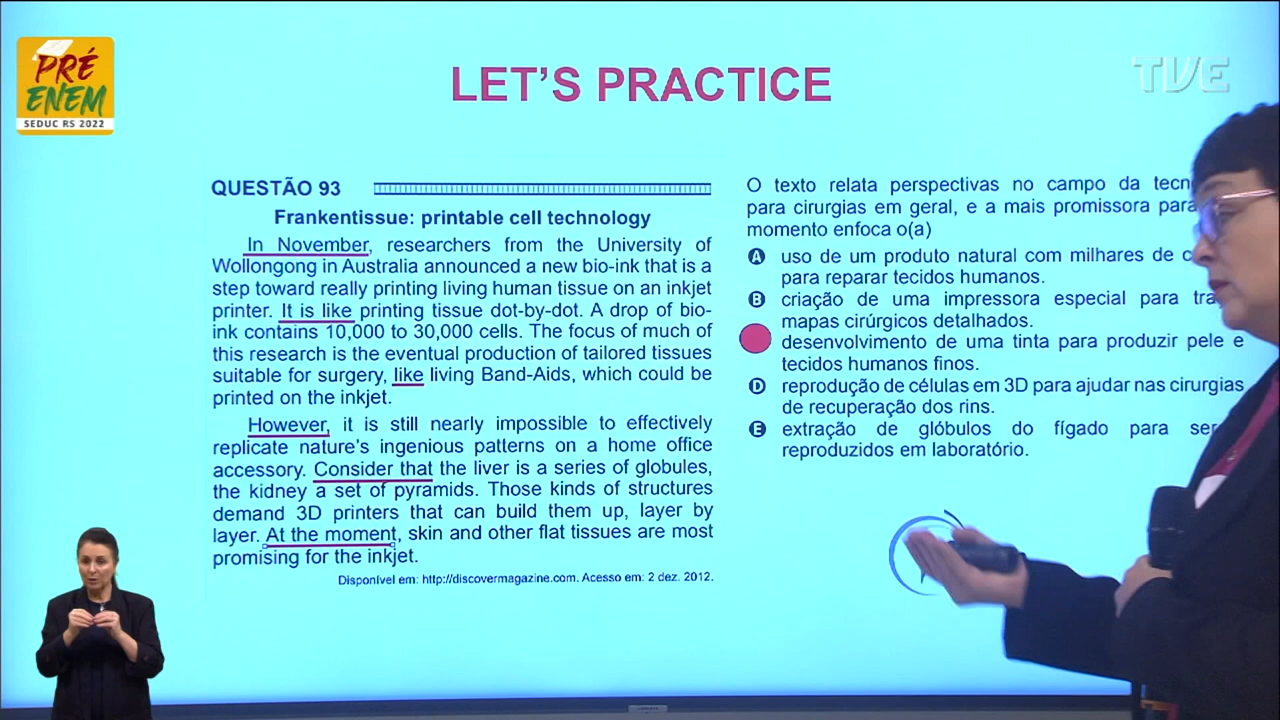 PRÉ
ENEM
SEDUC RS 2022
LET'S PRACTICE
TVE
QUESTÃO 93
Frankentissue: printable cell technology
In November, researchers from the University of
Wollongong in Australia announced a new bio-ink that is a
step toward really printing living human tissue on an inkjet
printer. It is like printing tissue dot-by-dot. A drop of bio-
ink contains 10,000 to 30,000 cells. The focus of much of
this research is the eventual production of tailored tissues
suitable for surgery, like living Band-Aids, which could be
printed on the inkjet.
However, it is still nearly impossible to effectively
replicate nature's ingenious patterns on a home office
accessory. Consider that the liver is a series of globules,
the kidney a set of pyramids. Those kinds of structures
demand 3D printers that can build them up, layer by
layer. At the moment, skin and other flat tissues are most
promising for the inkjet.
Disponível em: http://discovermagazine.com. Acesso em: 2 dez. 2012.
O texto relata perspectivas no campo da
para cirurgias em geral, e a mais promissora para
momento enfoca o(a)
A uso de um produto natural com milhares de
para reparar tecidos humanos.
B criação de uma impressora especial para
mapas cirúrgicos detalhados.
desenvolvimento de uma tinta para produzir pele e
tecidos humanos finos.
D reprodução de células em 3D para ajudar nas cirurgias
de recuperação dos rins.
E extração de glóbulos do fígado para
reproduzidos em laboratório.